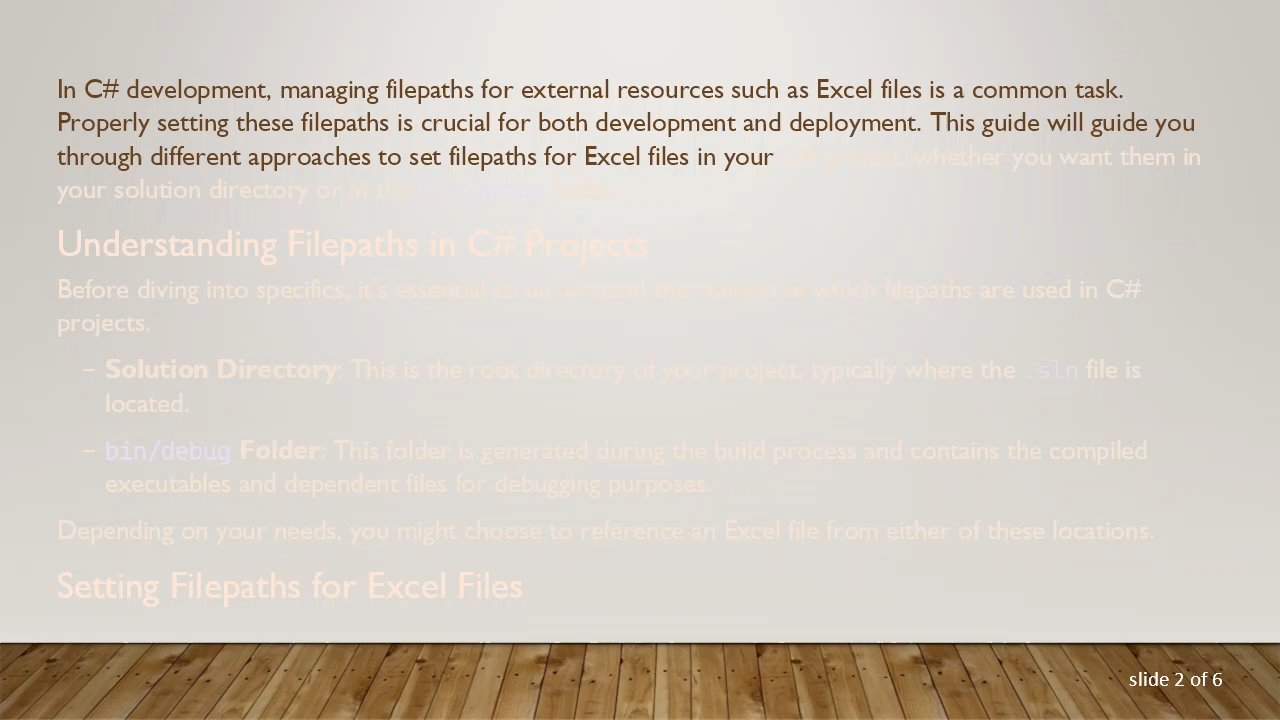 In C# development, managing filepaths for external resources such as Excel files is a common task.
Properly setting these filepaths is crucial for both development and deployment. This guide will guide you
through different approaches to set filepaths for Excel files in your whether you want them in
your solution directory or in the
Understanding Filepaths in C# Projects
Before diving into specifics, it's essential to understand the context in which filepaths are used in C#
projects.
– Solution Directory: This is the root directory of your project, typically where the .sln file is
located.
– bin/debug Folder: This folder is generated during the build process and contains the compiled
executables and dependent files for debugging purposes.
Depending on your needs, you might choose to reference an Excel file from either of these locations.
Setting Filepaths for Excel Files
slide 2 of 6